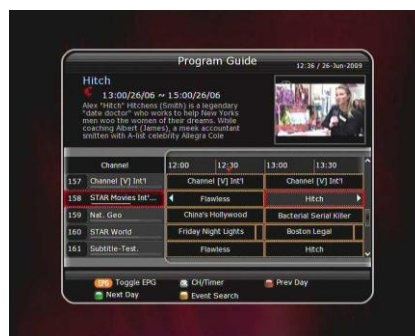 Program Guide
12:36 / 26-Jun-2009
Hitch
13:00/26/06 ~ 15:00/26/06
Alex "Hitch" Hitchens (Smith) is a legendary
"date doctor" who works to help New Yorks
men woo the women of their dreams. While
coaching Albert (James), a meek accountant
smitten with A-list celebrity Allegra Cole
Channel 12:00 12:30 13:00 13:30
157 Channel [V] Int'l Channel [V] Int'l Channel [V] Int'l
158 STAR Movies Int'... Flawless Hitch
159 Nat. Geo China's Hollywood Bacterial Serial Killer
160 STAR World Friday Night Lights Boston Legal
161 Subtitle-Test. Flawless Hitch
EPG Toggle EPG CH/Timer Prev Day
Next Day Event Search